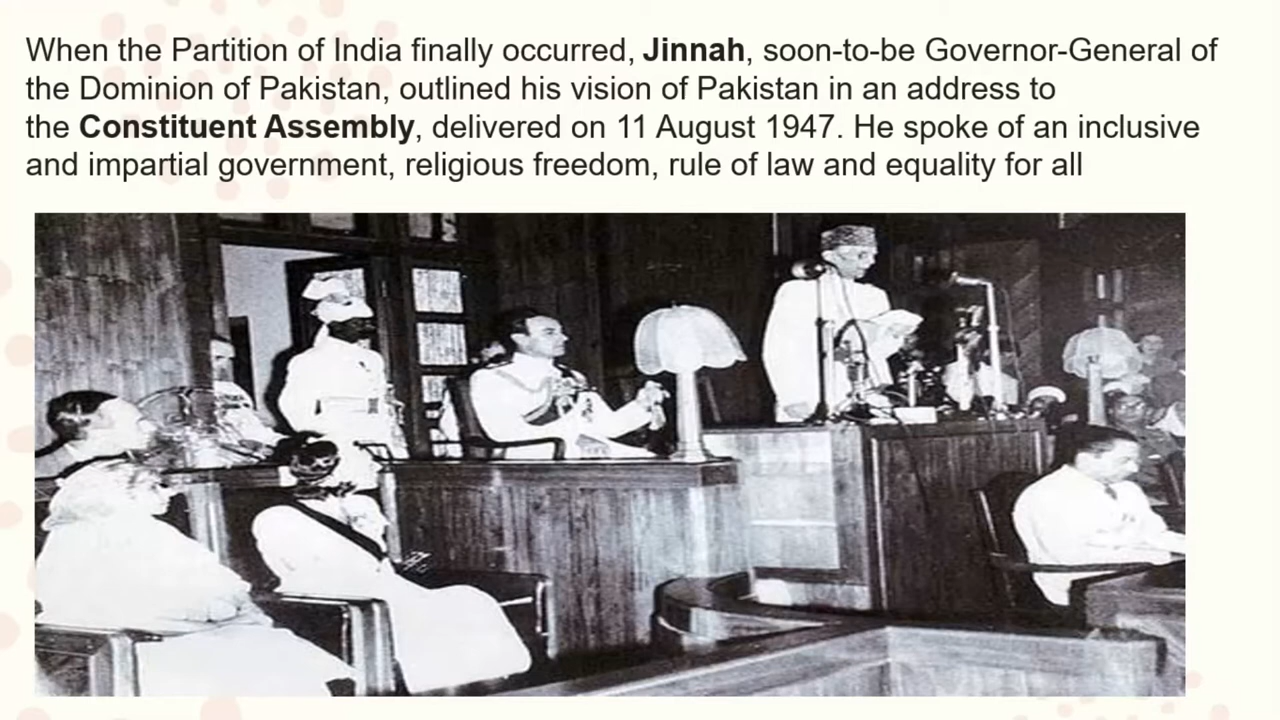 When the Partition of India finally occurred, Jinnah, soon-to-be Governor-General of
the Dominion of Pakistan, outlined his vision of Pakistan in an address to
the Constituent Assembly, delivered on 11 August 1947. He spoke of an inclusive
and impartial government, religious freedom, rule of law and equality for all